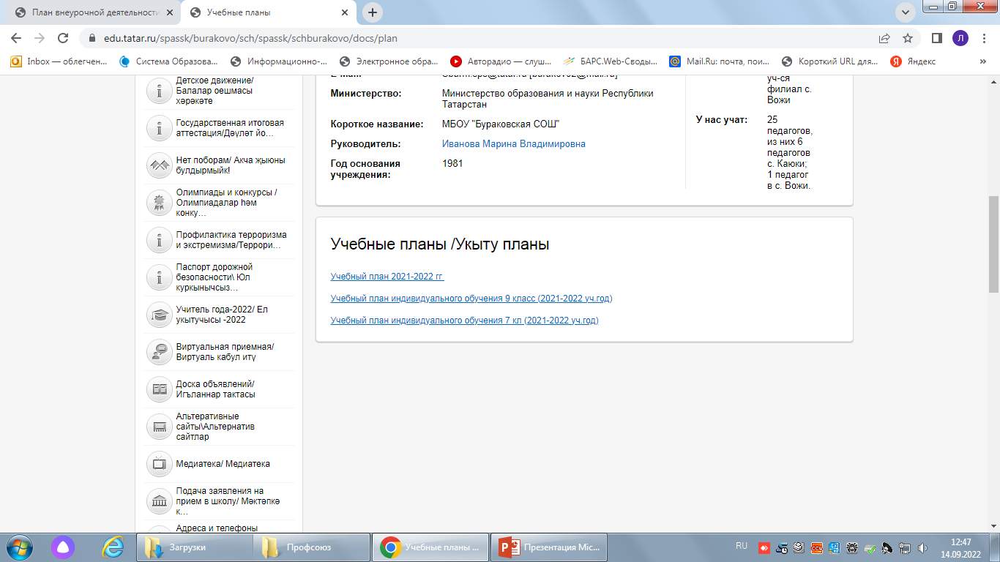 План внеурочной деятельности
Учебные планы
edu.tatar.ru/spassk/burakovo/sch/spassk/schburakovo/docs/plan
Л
Inbox — облегчен...
Система Образова...
Информационно-...
Электронное обра...
Авторадио — слуш...
БАРС.Web-Своды...
Mail.Ru: почта, пои...
Короткий URL для...
Яндекс
Детское движение/
Балалар оешмасы
хәрәкәте
Государственная итоговая
аттестация/Дәүләт йо…
Нет поборам/ Акча җыюны
булдырмыйк!
Олимпиады и конкурсы /
Олимпиадалар һәм
конку…
Профилактика терроризма
и экстремизма/Террори…
Паспорт дорожной
безопасности\ Юл
куркынычсыз…
Учитель года-2022/ Ел
укытучысы -2022
Виртуальная приемная/
Виртуаль кабул итү
Доска объявлений/
Игъланнар тактасы
Альтеративные
сайты\Альтернатив
сайтлар
Медиатека/ Медиатека
Подача заявления на
прием в школу/ Мәктәпкә
к…
Адреса и телефоны
E-Mail:
Министерство:
Министерство образования и науки Республики
Татарстан
Короткое название:
МБОУ "Бураковская СОШ"
Руководитель:
Иванова Марина Владимировна
Год основания
учреждения:
1981
уч-ся
филиал с.
Вожи
У нас учат:
25
педагогов,
из них 6
педагогов
с. Каюки;
1 педагог
в с. Вожи.
Учебные планы /Укыту планы
Учебный план 2021-2022 гг
Учебный план индивидуального обучения 9 класс (2021-2022 уч.год)
Учебный план индивидуального обучения 7 кл (2021-2022 уч.год)
Загрузки
Профсоюз
Учебные планы ...
Презентация Mic...
RU
12:47
14.09.2022